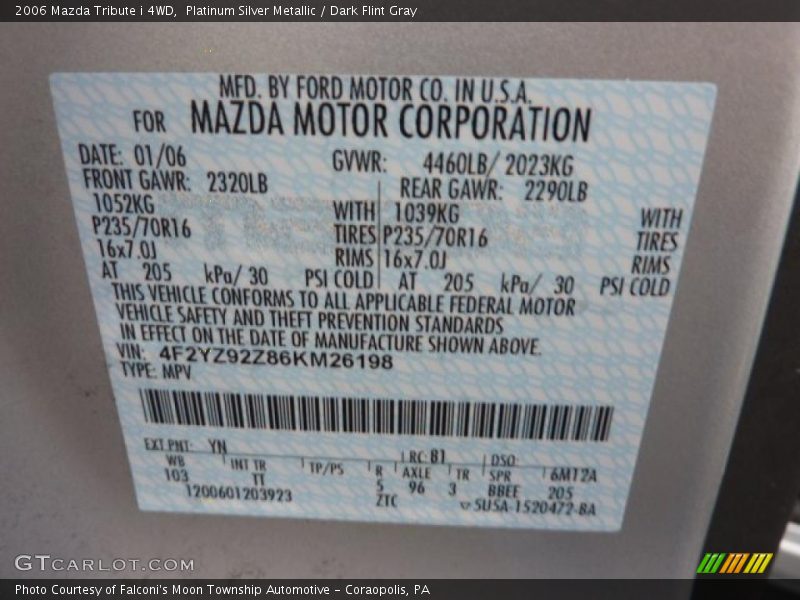 2006 Mazda Tribute i 4WD,  Platinum Silver Metallic / Dark Flint Gray
MFD. BY FORD MOTOR CO. IN U.S.A.
FOR MAZDA MOTOR CORPORATION
DATE: 01/06 GVWR: 4460LB/ 2023KG
FRONT GAWR: 2320LB REAR GAWR: 2290LB
1052KG WITH 1039KG WITH
P235/70R16 TIRES P235/70R16 TIRES
16x7.0J RIMS 16x7.0J RIMS
AT 205 kPa/ 30 PSI COLD AT 205 kPa/ 30 PSI COLD
THIS VEHICLE CONFORMS TO ALL APPLICABLE FEDERAL MOTOR
VEHICLE SAFETY AND THEFT PREVENTION STANDARDS
IN EFFECT ON THE DATE OF MANUFACTURE SHOWN ABOVE.
VIN: 4F2YZ92Z86KM26198
TYPE: MPV
EXT PNT: YN RC: 81 DSO:
WB INT TR TP/PS R AXLE TR SPR 6M12A
103 TT 5 96 3 BBEE 205
1200601203923 ZTC 5U5A-1520472-BA
GTCARLOT.COM
Photo Courtesy of Falconi's Moon Township Automotive – Coraopolis, PA